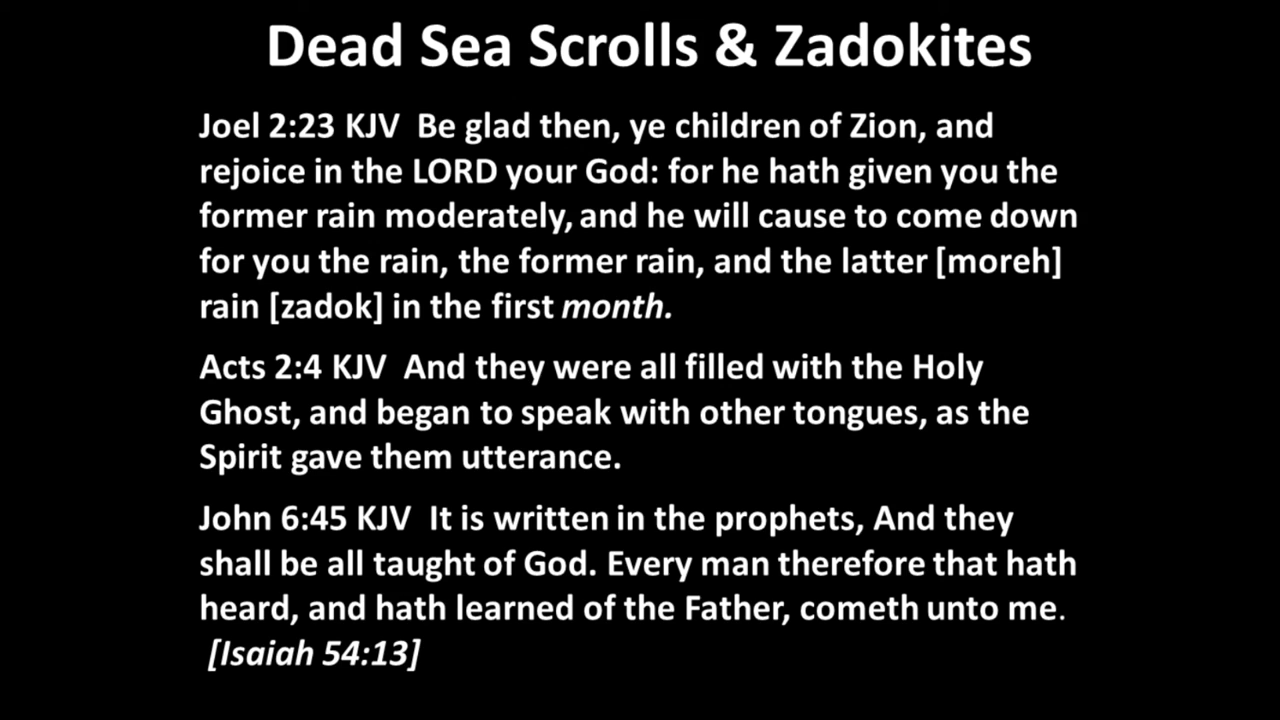 Dead Sea Scrolls & Zadokites
Joel 2:23 KJV  Be glad then, ye children of Zion, and
rejoice in the LORD your God: for he hath given you the
former rain moderately, and he will cause to come down
for you the rain, the former rain, and the latter [moreh]
rain [zadok] in the first month.
Acts 2:4 KJV  And they were all filled with the Holy
Ghost, and began to speak with other tongues, as the
Spirit gave them utterance.
John 6:45 KJV  It is written in the prophets, And they
shall be all taught of God. Every man therefore that hath
heard, and hath learned of the Father, cometh unto me.
[Isaiah 54:13]